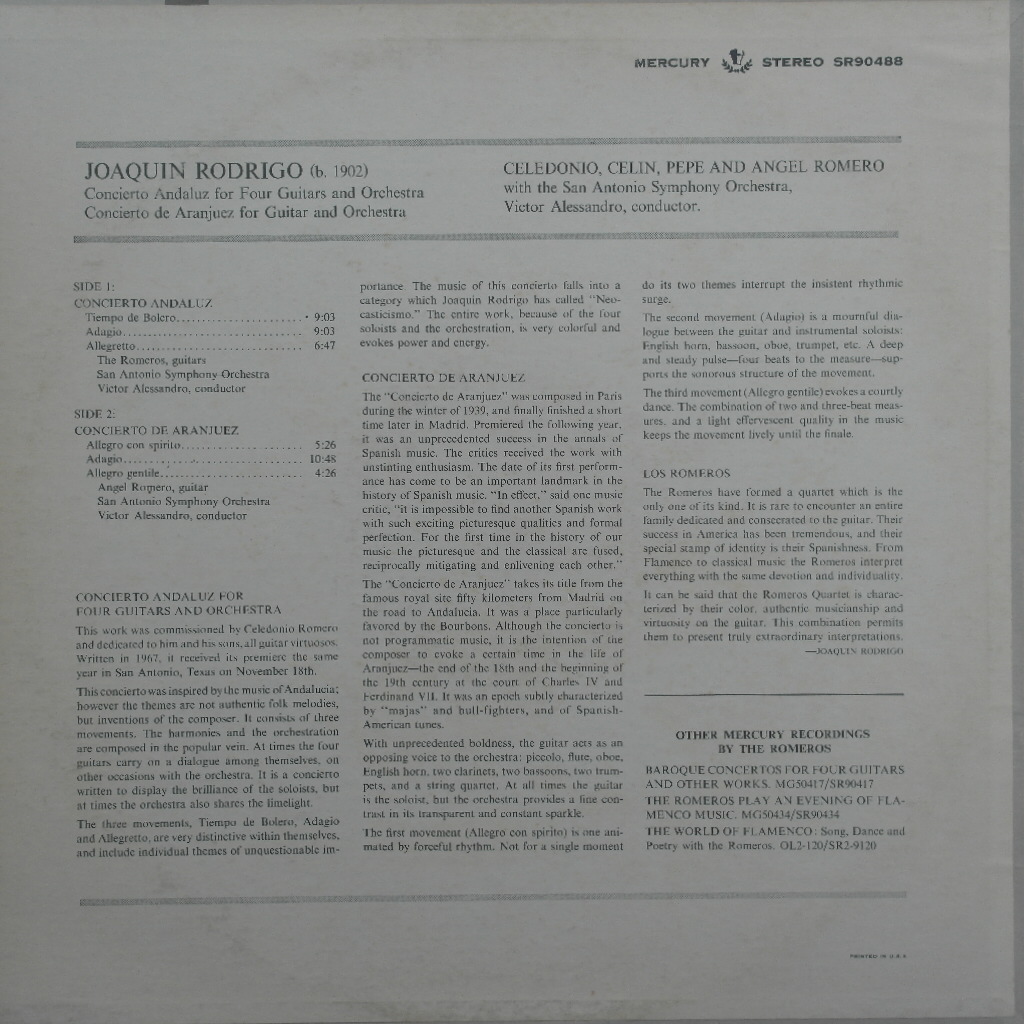 MERCURY STEREO SR90488
JOAQUIN RODRIGO (b. 1902)
Concierto Andaluz for Four Guitars and Orchestra
Concierto de Aranjuez for Guitar and Orchestra
CELEDONIO, CELIN, PEPE AND ANGEL ROMERO
with the San Antonio Symphony Orchestra,
Victor Alessandro, conductor.
SIDE 1:
CONCIERTO ANDALUZ
Tiempo de Bolero........................ 9:03
Adagio.................................. 9:03
Allegretto.............................. 6:47
The Romeros, guitars
San Antonio Symphony Orchestra
Victor Alessandro, conductor
SIDE 2:
CONCIERTO DE ARANJUEZ
Allegro con spirito..................... 5:26
Adagio.................................. 10:48
Allegro gentile......................... 4:26
Angel Romero, guitar
San Antonio Symphony Orchestra
Victor Alessandro, conductor
CONCIERTO ANDALUZ FOR
FOUR GUITARS AND ORCHESTRA
This work was commissioned by Celedonio Romero
and dedicated to him and his sons, all guitar virtuosos.
Written in 1967, it received its premiere the same
year in San Antonio, Texas on November 18th.
This concierto was inspired by the music of Andalucia;
however the themes are not authentic folk melodies,
but inventions of the composer. It consists of three
movements. The harmonies and the orchestration
are composed in the popular vein. At times the four
guitars carry on a dialogue among themselves, on
other occasions with the orchestra. It is a concierto
written to display the brilliance of the soloists, but
at times the orchestra also shares the limelight.
The three movements, Tiempo de Bolero, Adagio
and Allegretto, are very distinctive within themselves,
and include individual themes of unquestionable im-
portance. The music of this concierto falls into a
category which Joaquin Rodrigo has called "Neo-
casticismo." The entire work, because of the four
soloists and the orchestration, is very colorful and
evokes power and energy.
CONCIERTO DE ARANJUEZ
The "Concierto de Aranjuez" was composed in Paris
during the winter of 1939, and finally finished a short
time later in Madrid. Premiered the following year,
it was an unprecedented success in the annals of
Spanish music. The critics received the work with
unstinting enthusiasm. The date of its first perform-
ance has come to be an important landmark in the
history of Spanish music. "In effect," said one music
critic, "it is impossible to find another Spanish work
with such exciting picturesque qualities and formal
perfection. For the first time in the history of our
music the picturesque and the classical are fused,
reciprocally mitigating and enlivening each other."
The "Concierto de Aranjuez" takes its title from the
famous royal site fifty kilometers from Madrid on
the road to Andalucia. It was a place particularly
favored by the Bourbons. Although the concierto is
not programmatic music, it is the intention of the
composer to evoke a certain time in the life of
Aranjuez—the end of the 18th and the beginning of
the 19th century at the court of Charles IV and
Ferdinand VII. It was an epoch subtly characterized
by "majas" and bull-fighters, and of Spanish-
American tunes.
With unprecedented boldness, the guitar acts as an
opposing voice to the orchestra: piccolo, flute, oboe,
English horn, two clarinets, two bassoons, two trum-
pets, and a string quartet. At all times the guitar
is the soloist, but the orchestra provides a fine con-
trast in its transparent and constant sparkle.
The first movement (Allegro con spirito) is one ani-
mated by forceful rhythm. Not for a single moment
do its two themes interrupt the insistent rhythmic
surge.
The second movement (Adagio) is a mournful dia-
logue between the guitar and instrumental soloists:
English horn, bassoon, oboe, trumpet, etc. A deep
and steady pulse—four beats to the measure—sup-
ports the sonorous structure of the movement.
The third movement (Allegro gentile) evokes a courtly
dance. The combination of two and three-beat meas-
ures, and a light effervescent quality in the music
keeps the movement lively until the finale.
LOS ROMEROS
The Romeros have formed a quartet which is the
only one of its kind. It is rare to encounter an entire
family dedicated and consecrated to the guitar. Their
success in America has been tremendous, and their
special stamp of identity is their Spanishness. From
Flamenco to classical music the Romeros interpret
everything with the same devotion and individuality.
It can be said that the Romeros Quartet is charac-
terized by their color, authentic musicianship and
virtuosity on the guitar. This combination permits
them to present truly extraordinary interpretations.
—JOAQUIN RODRIGO
OTHER MERCURY RECORDINGS
BY THE ROMEROS
BAROQUE CONCERTOS FOR FOUR GUITARS
AND OTHER WORKS. MG50417/SR90417
THE ROMEROS PLAY AN EVENING OF FLA-
MENCO MUSIC. MG50434/SR90434
THE WORLD OF FLAMENCO: Song, Dance and
Poetry with the Romeros. OL2-120/SR2-9120
PRINTED IN U.S.A.